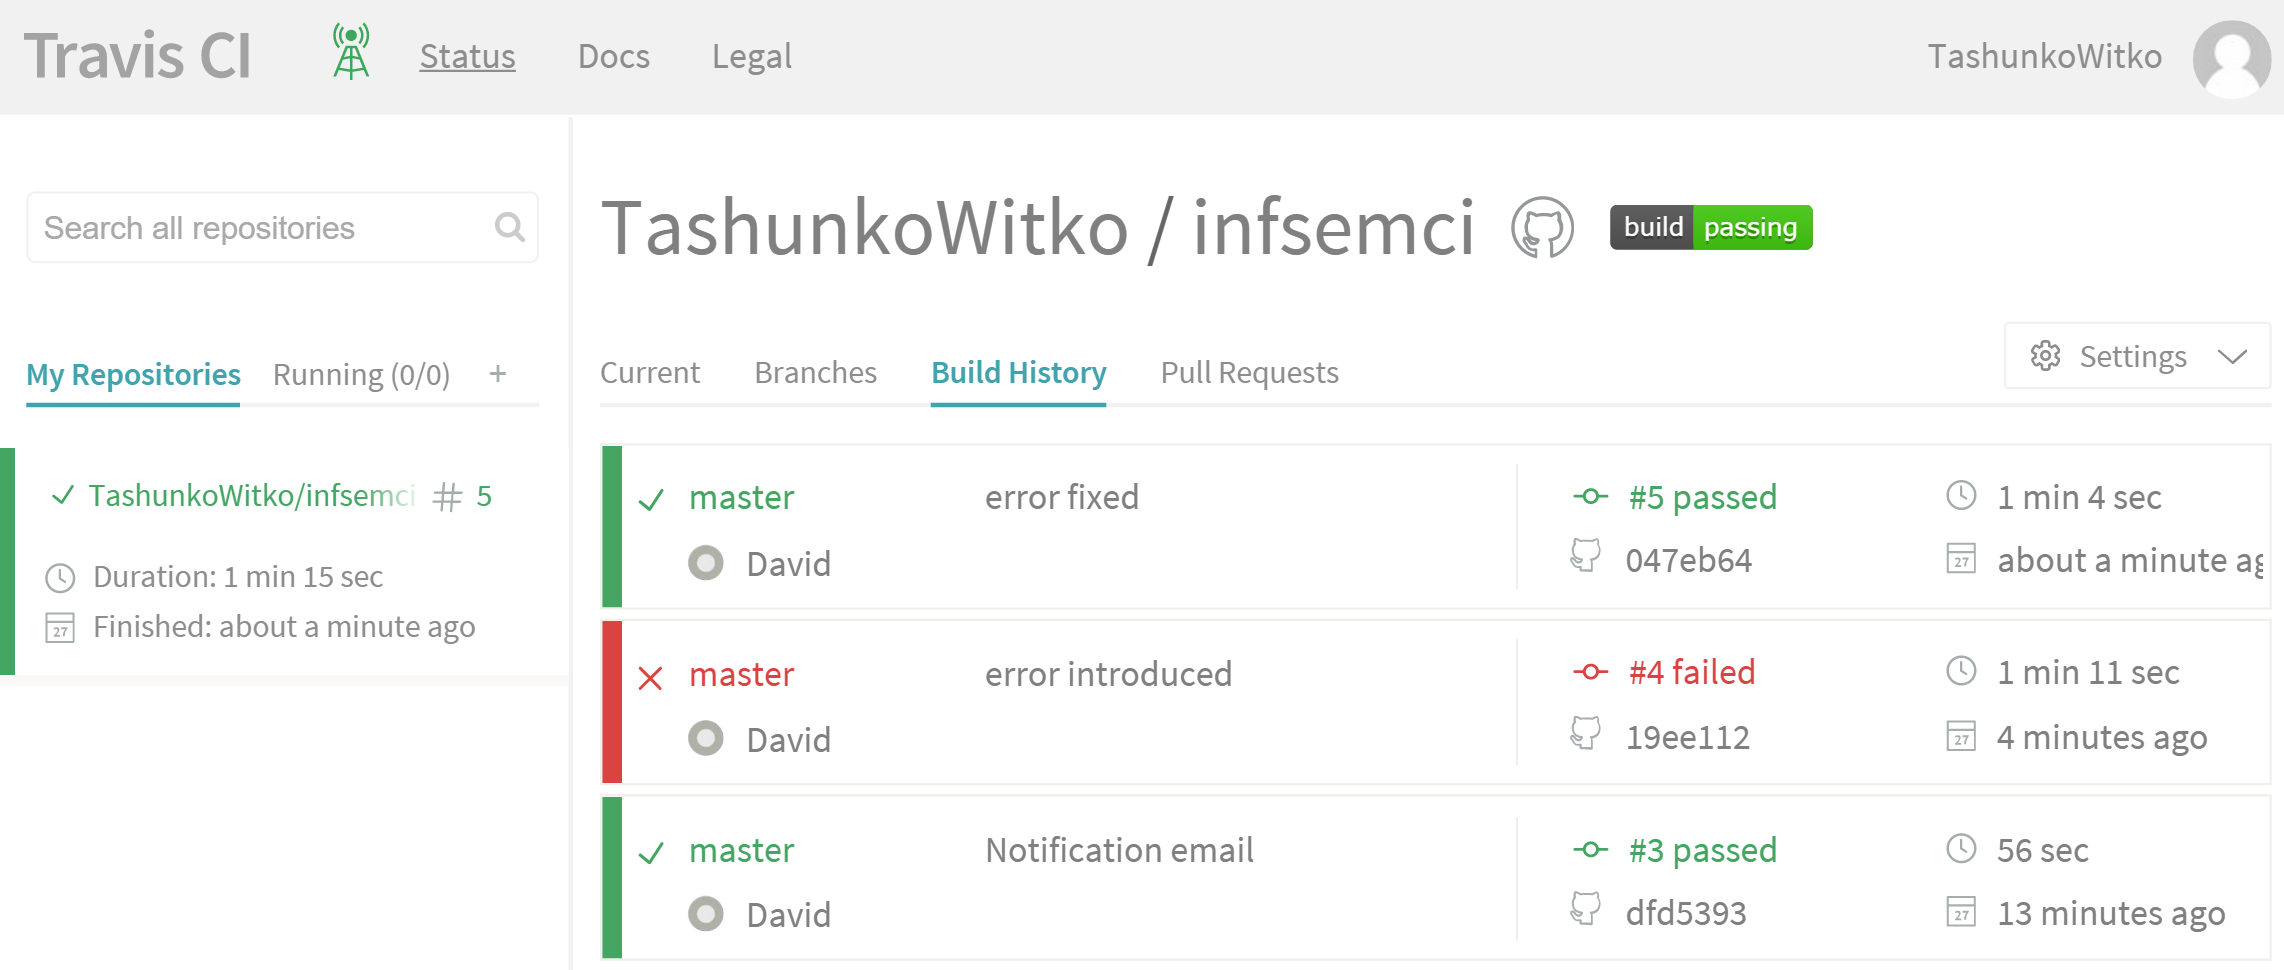 Travis CI Status Docs Legal TashunkoWitko
Search all repositories
TashunkoWitko / infsemci build passing
My Repositories Running (0/0) +
Current Branches Build History Pull Requests Settings
TashunkoWitko/infsemci # 5
Duration: 1 min 15 sec
27 Finished: about a minute ago
master error fixed #5 passed 1 min 4 sec
David 047eb64 27 about a minute ag
master error introduced #4 failed 1 min 11 sec
David 19ee112 27 4 minutes ago
master Notification email #3 passed 56 sec
David dfd5393 27 13 minutes ago